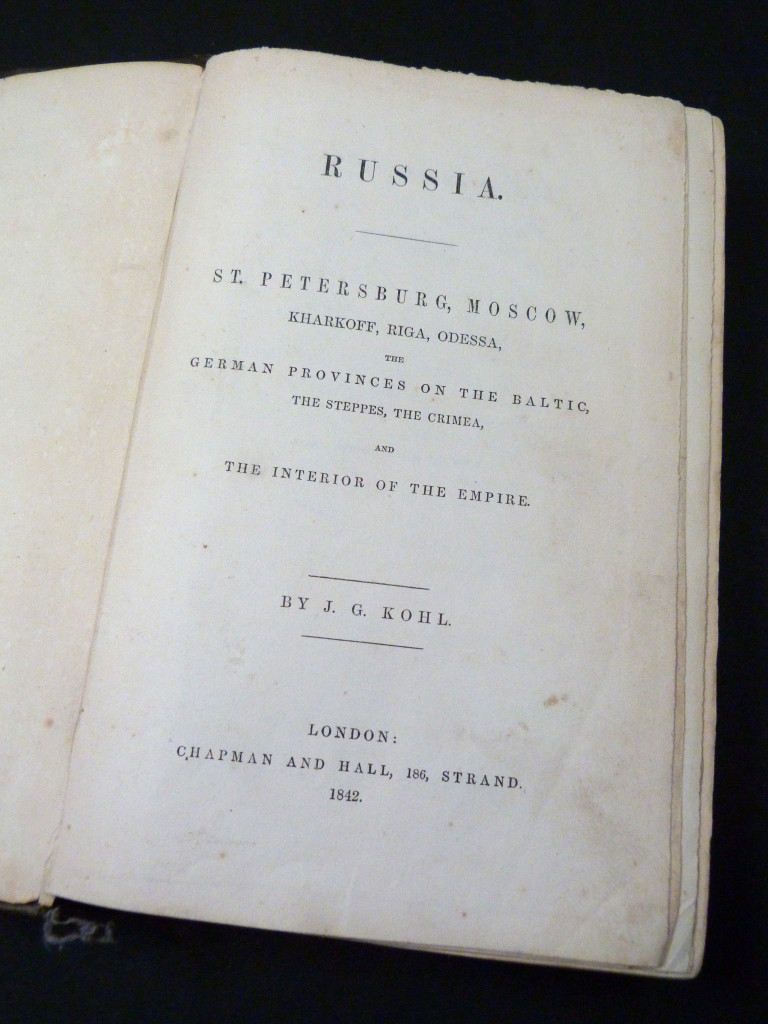 RUSSIA.
ST. PETERSBURG, MOSCOW,
KHARKOFF, RIGA, ODESSA,
THE
GERMAN PROVINCES ON THE BALTIC,
THE STEPPES, THE CRIMEA,
AND
THE INTERIOR OF THE EMPIRE.
BY J. G. KOHL.
LONDON:
CHAPMAN AND HALL, 186, STRAND.
1842.